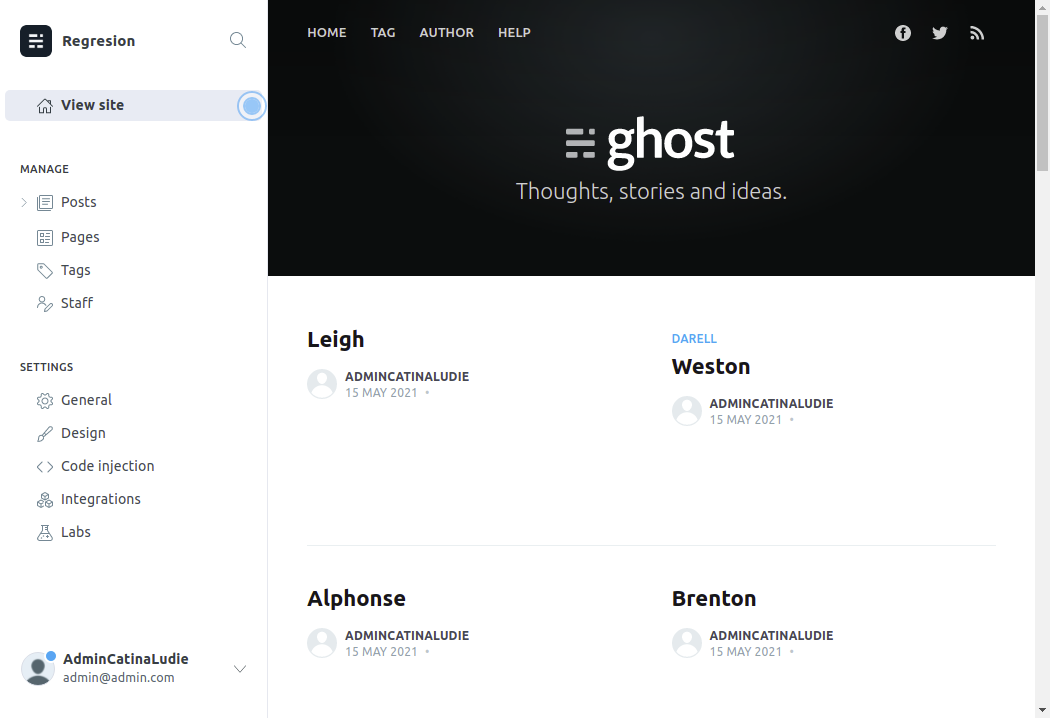 Regresion
View site
MANAGE
Posts
Pages
Tags
Staff
SETTINGS
General
Design
Code injection
Integrations
Labs
AdminCatinaLudie
admin@admin.com
HOME TAG AUTHOR HELP
ghost
Thoughts, stories and ideas.
Leigh
ADMINCATINALUDIE
15 MAY 2021 •
DARELL
Weston
ADMINCATINALUDIE
15 MAY 2021 •
Alphonse
ADMINCATINALUDIE
15 MAY 2021 •
Brenton
ADMINCATINALUDIE
15 MAY 2021 •